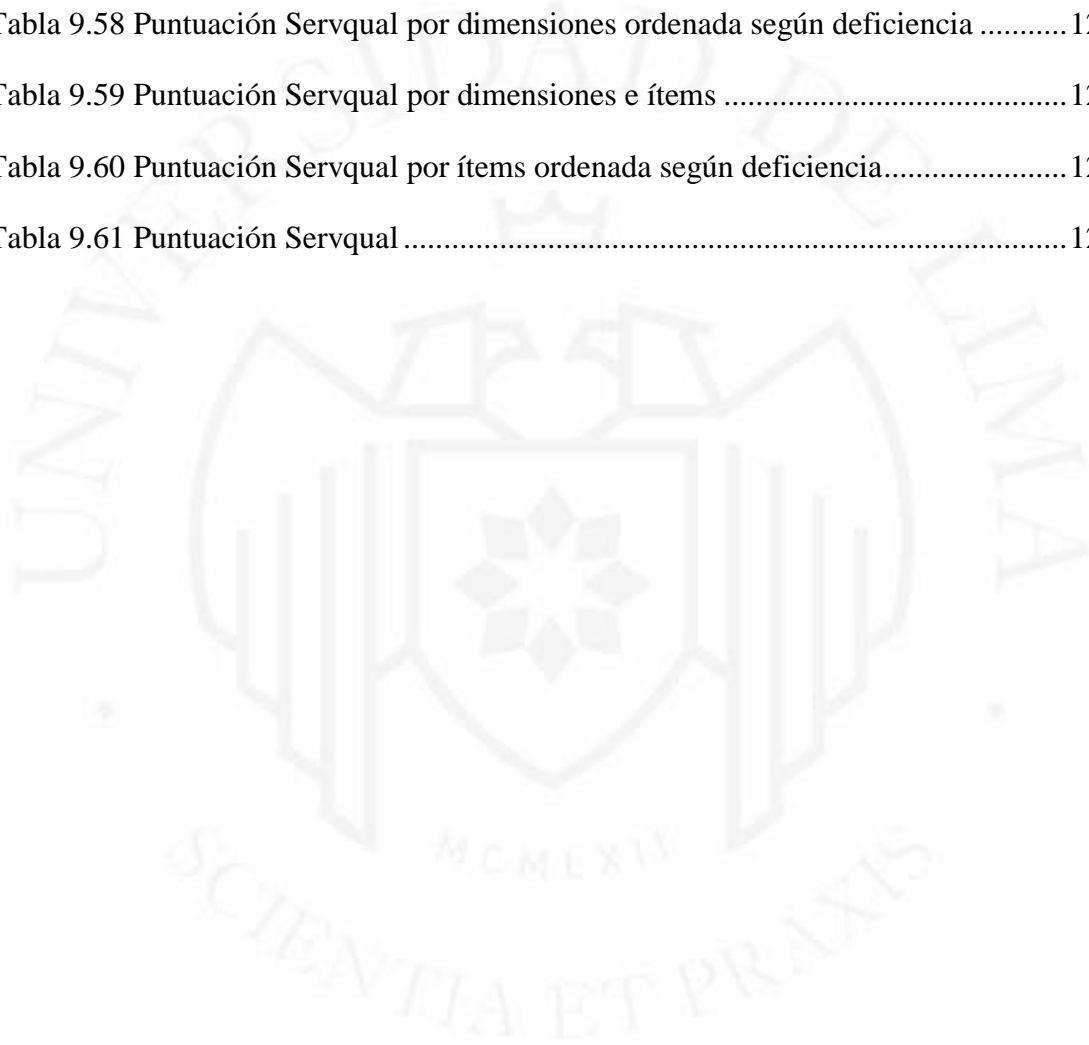 Tabla 9.58 Puntuación Servqual por dimensiones ordenada según deficiencia ...........12
Tabla 9.59 Puntuación Servqual por dimensiones e ítems .....................................12
Tabla 9.60 Puntuación Servqual por ítems ordenada según deficiencia....................12
Tabla 9.61 Puntuación Servqual ......................................................................12
UNIVERSIDAD DE LIMA
MCMLXII
SCIENTIA ET PRAXIS